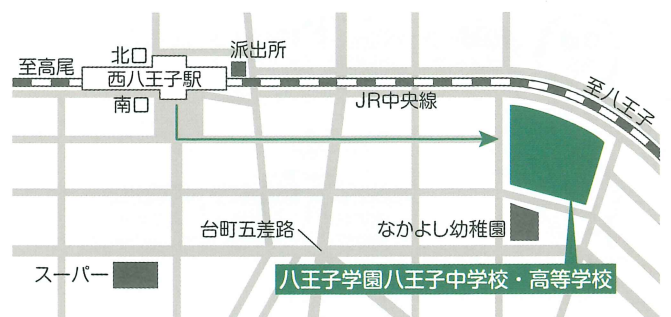 北口
派出所
至高尾
西八王子駅
南口
JR中央線
至八王子
台町五差路
なかよし幼稚園
スーパー
八王子学園八王子中学校・高等学校